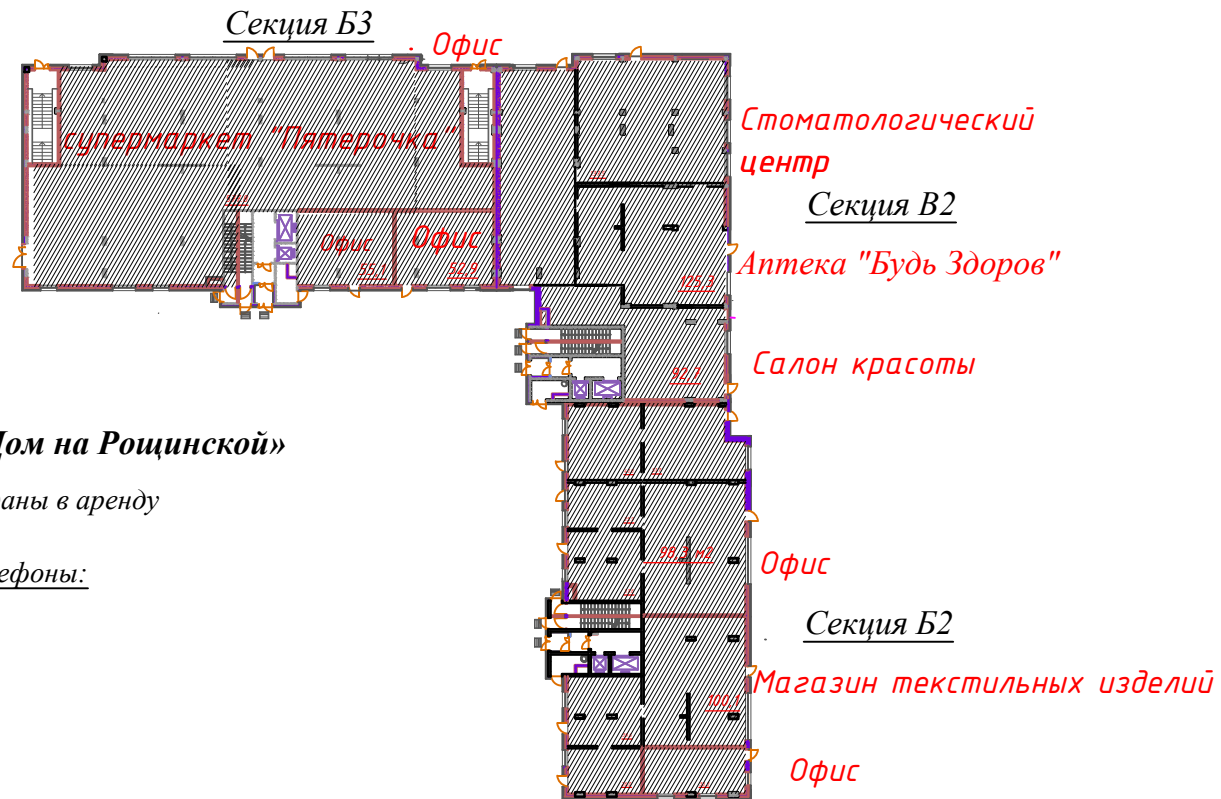 Секция Б3
Офис
супермаркет "Пятерочка"
Стоматологический
центр
Секция В2
Офис
55,1
Офис
52,9
Аптека "Будь Здоров"
125,3
Салон красоты
92,7
Дом на Рощинской»
аны в аренду
ефоны:
98,3 м2
Офис
Секция Б2
Магазин текстильных изделий
100,1
Офис